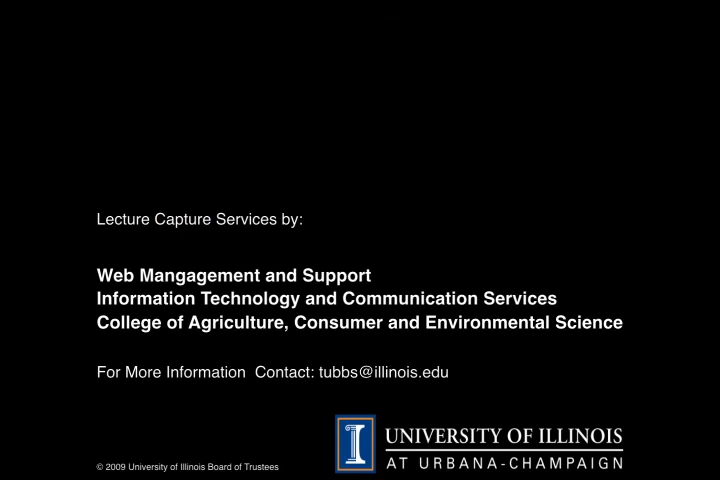 Lecture Capture Services by:
Web Mangagement and Support
Information Technology and Communication Services
College of Agriculture, Consumer and Environmental Science
For More Information  Contact: tubbs@illinois.edu
UNIVERSITY OF ILLINOIS
AT URBANA-CHAMPAIGN
© 2009 University of Illinois Board of Trustees